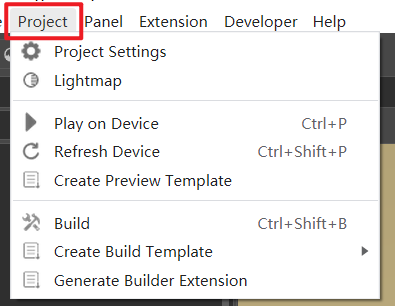 Project Panel Extension Developer Help
Project Settings
Lightmap
Play on Device Ctrl+P
Refresh Device Ctrl+Shift+P
Create Preview Template
Build Ctrl+Shift+B
Create Build Template
Generate Builder Extension